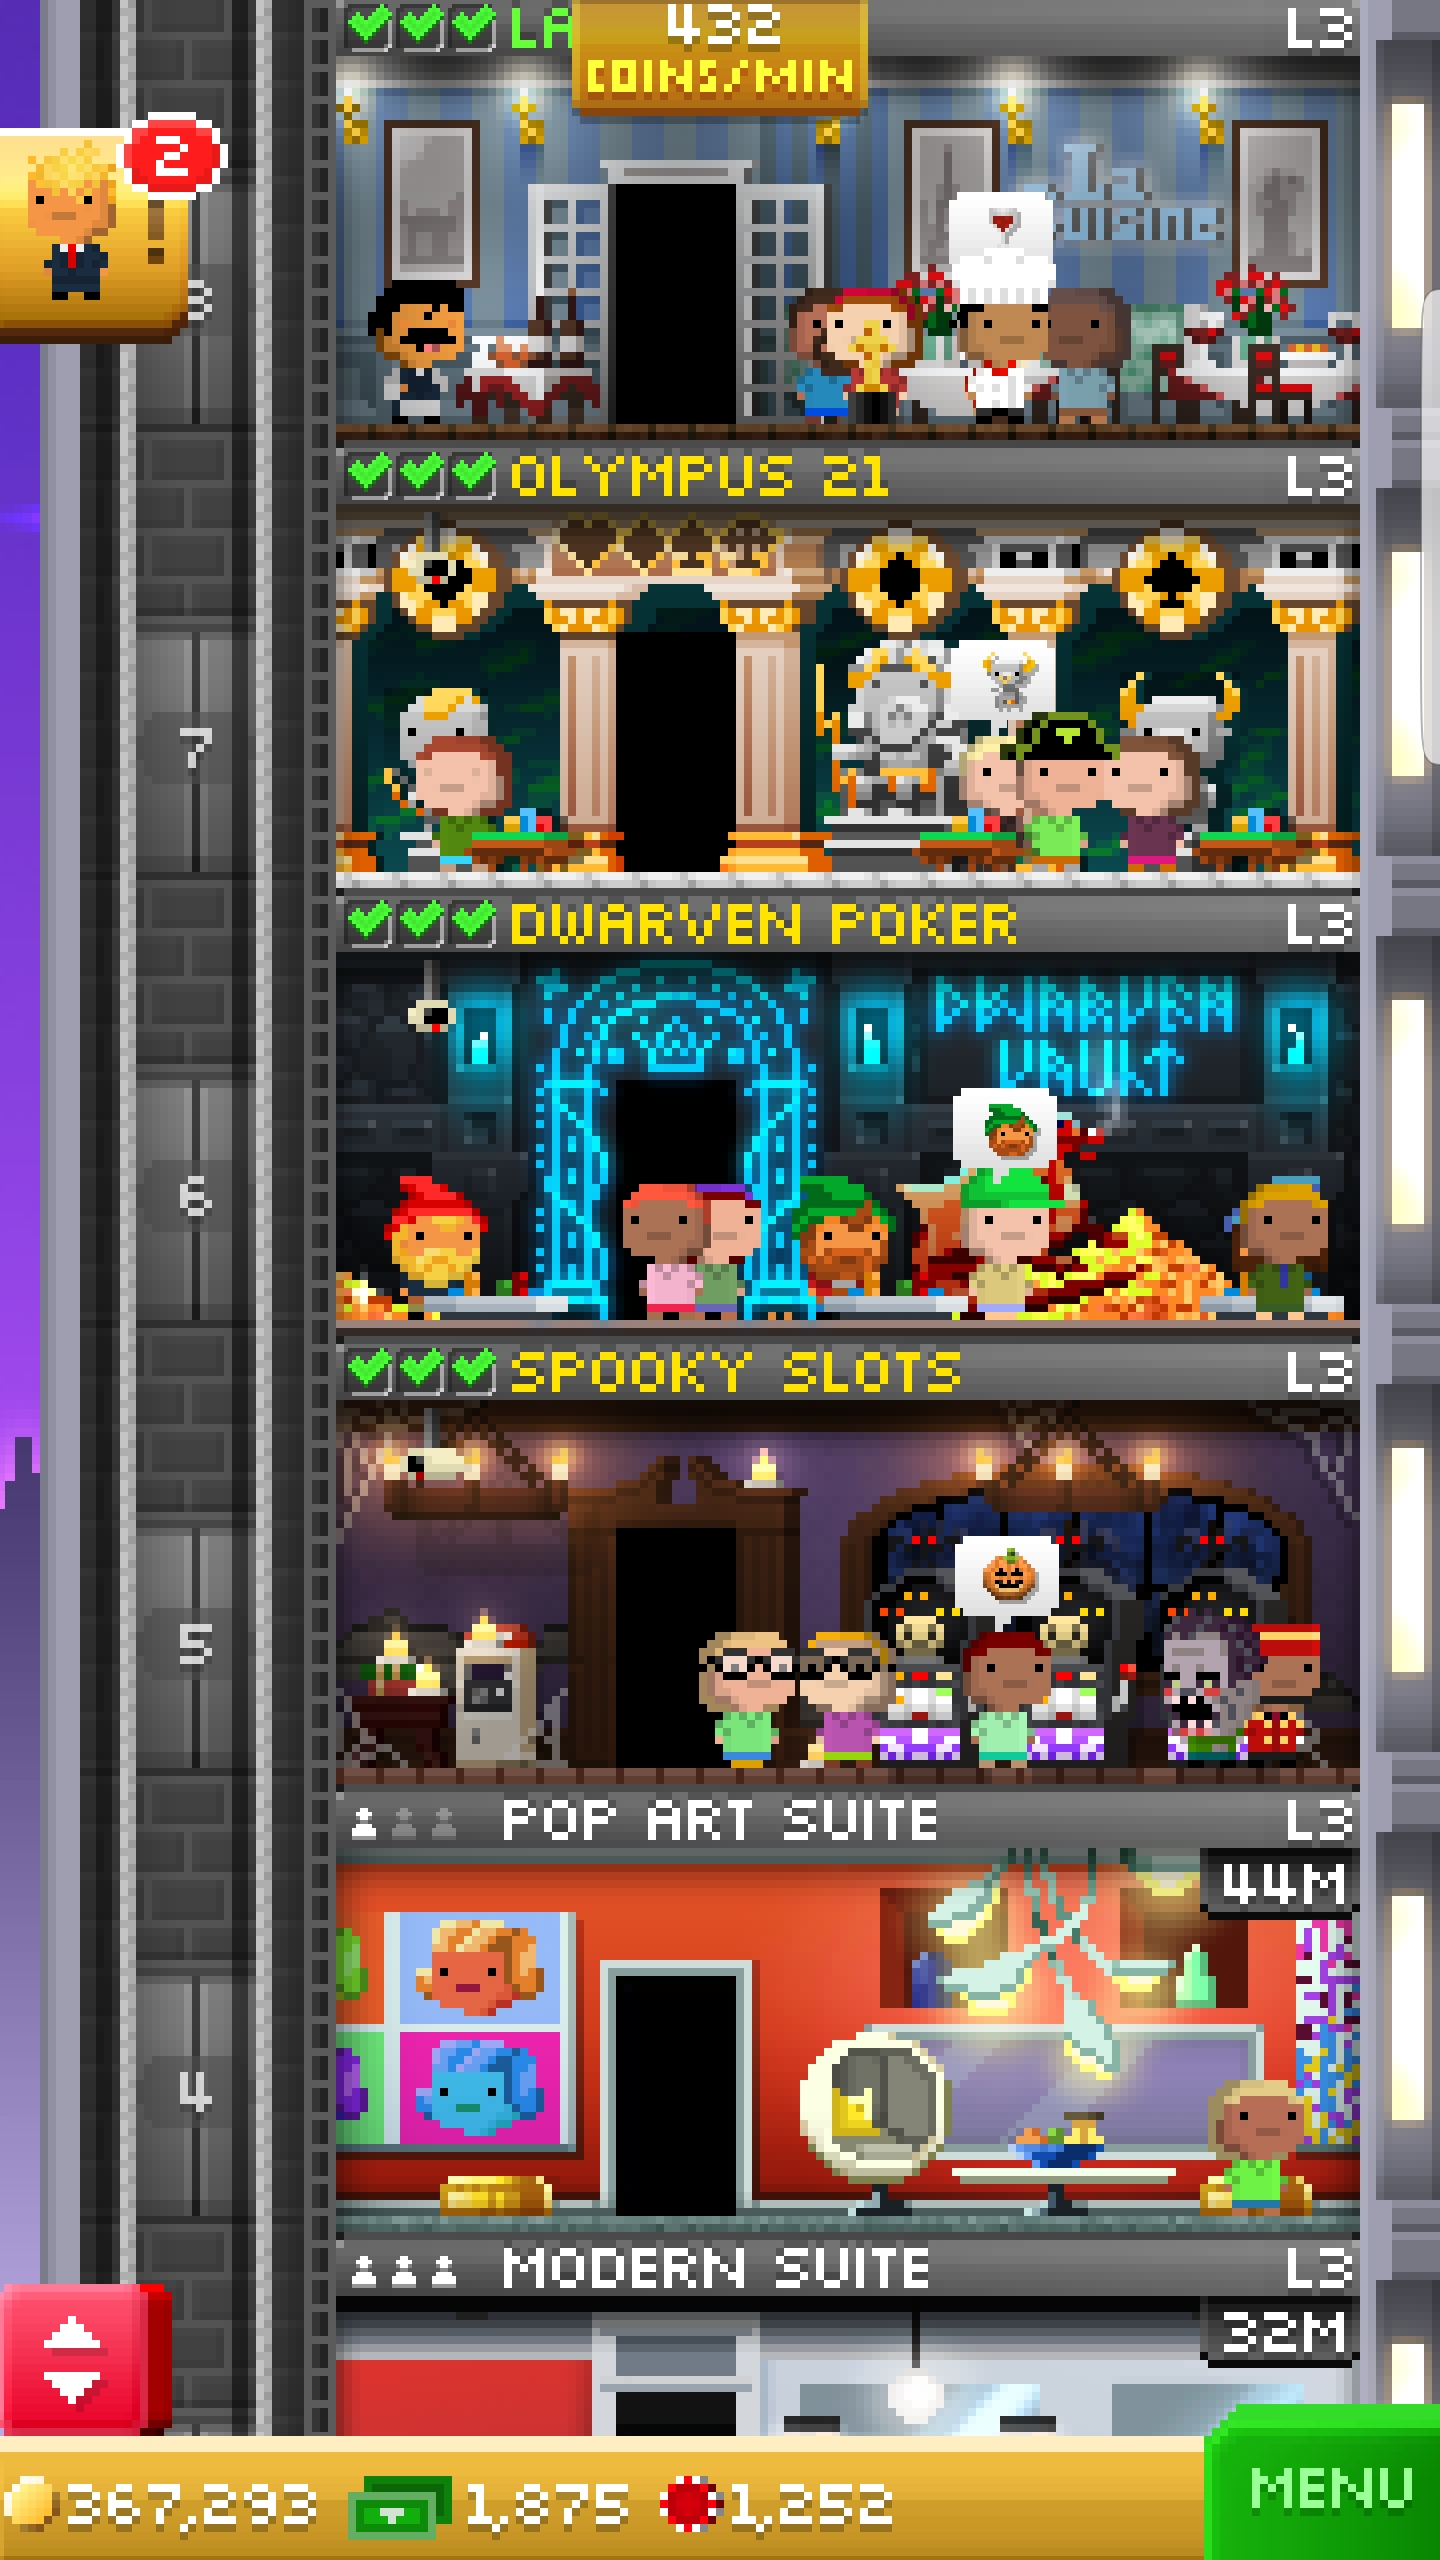 432
LA
L3
COINS/MIN
2
!
La
Cuisine
8
OLYMPUS 21
L3
7
DWARVEN POKER
L3
DWARVEN
VAULT
6
SPOOKY SLOTS
L3
5
POP ART SUITE
L3
44M
4
MODERN SUITE
L3
32M
367,293
1,875
1,252
MENU